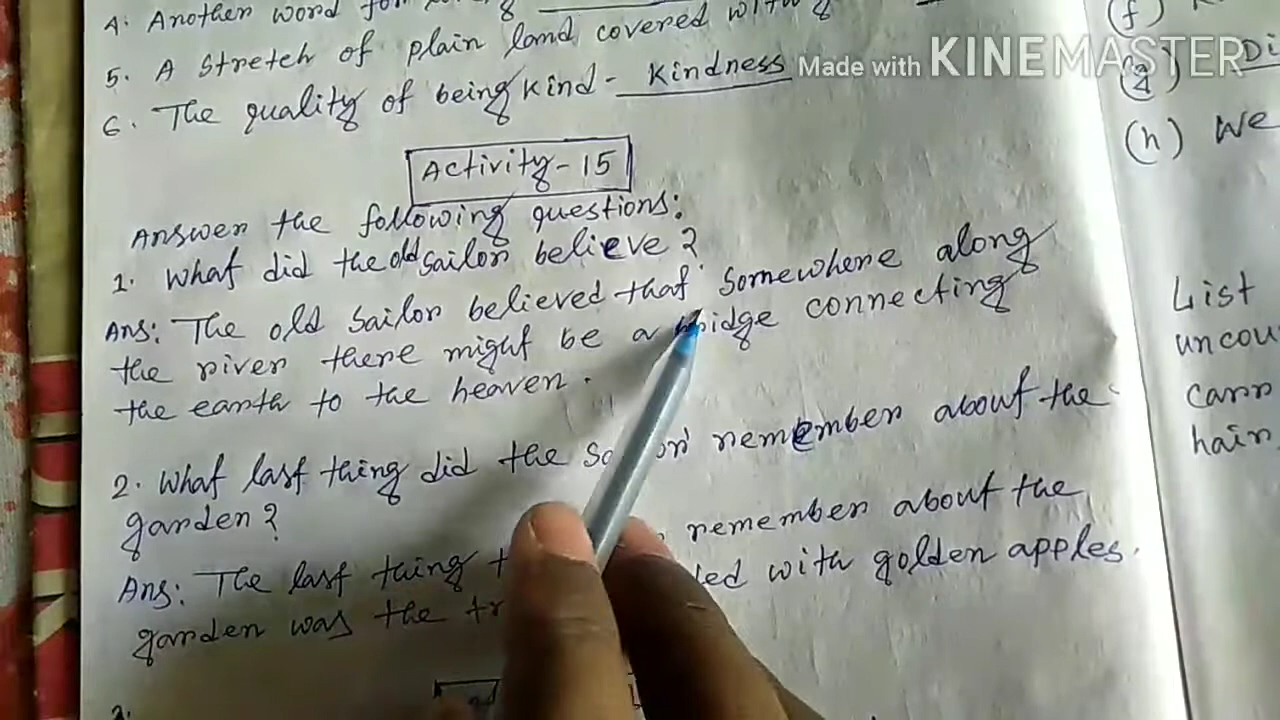 4. Another word for
5. A stretch of plain land covered with
6. The quality of being kind - Kindness
Made with KINEMASTER
Activity-15
Answer the following questions:
1. What did the old sailor believe?
Ans: The old sailor believed that somewhere along
the river there might be a bridge connecting
the earth to the heaven.
2. What last thing did the remember about the
garden?
Ans: The last thing remember about the
garden was the with golden apples.
(f)
(g) Di
(h) We
List
uncou
carr
hair